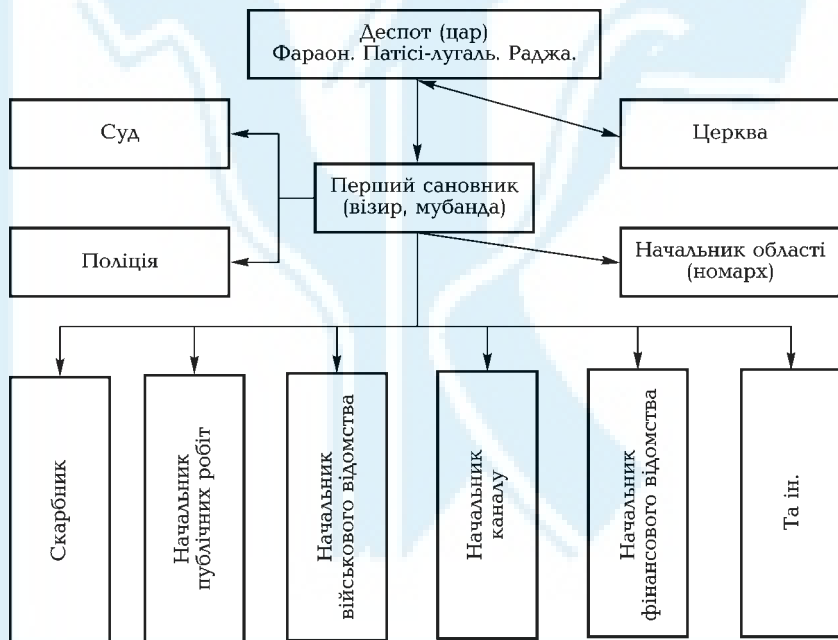 Деспот (цар)
Фараон. Патісі-лугаль. Раджа.
Суд
Церква
Перший сановник
(візир, мубанда)
Поліція
Начальник області
(номарх)
Скарбник
Начальник
публічних робіт
Начальник
військового відомства
Начальник
каналу
Начальник
фінансового відомства
Та ін.